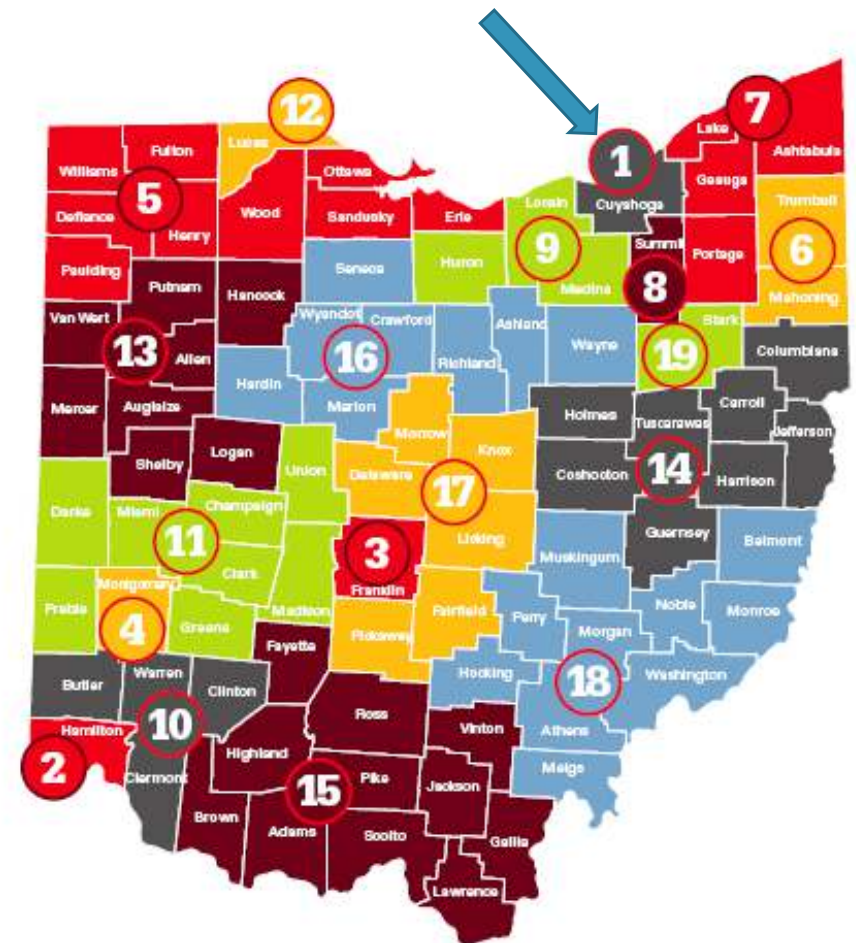 12
7
1
Lucas
Lake
Fulton
Ashtabula
Williams
Ottawa
Geauga
5
Cuyahoga
Lorain
Trumbull
Defiance
Wood
Sandusky
Erie
Henry
9
Summit
6
Portage
Paulding
Seneca
Huron
Medina
8
Putnam
Hancock
Mahoning
Van Wert
Wyandot
Crawford
Ashland
Stark
13
16
Wayne
19
Columbiana
Allen
Richland
Hardin
Mercer
Auglaize
Marion
Carroll
Holmes
Tuscarawas
Jefferson
Morrow
Logan
Knox
Shelby
Union
14
Delaware
Coshocton
Harrison
17
Darke
Miami
Champaign
Licking
Guernsey
11
3
Belmont
Muskingum
Clark
Montgomery
Franklin
Noble
Preble
Madison
Fairfield
Perry
Monroe
4
Greene
Pickaway
Morgan
Fayette
Warren
Hocking
Washington
Butler
18
Clinton
Ross
10
Hamilton
Vinton
Athens
Highland
2
Meigs
Clermont
15
Pike
Jackson
Brown
Adams
Scioto
Gallia
Lawrence